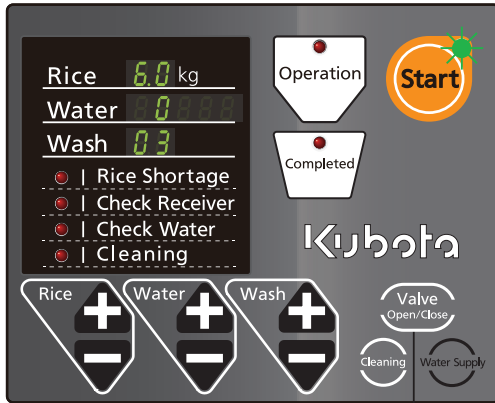 Rice 6.0 kg
Water 0
Wash 03
Rice Shortage
Check Receiver
Check Water
Cleaning
Operation
Start
Completed
Kubota
Rice
Water
Wash
Valve
Open/Close
Cleaning
Water Supply